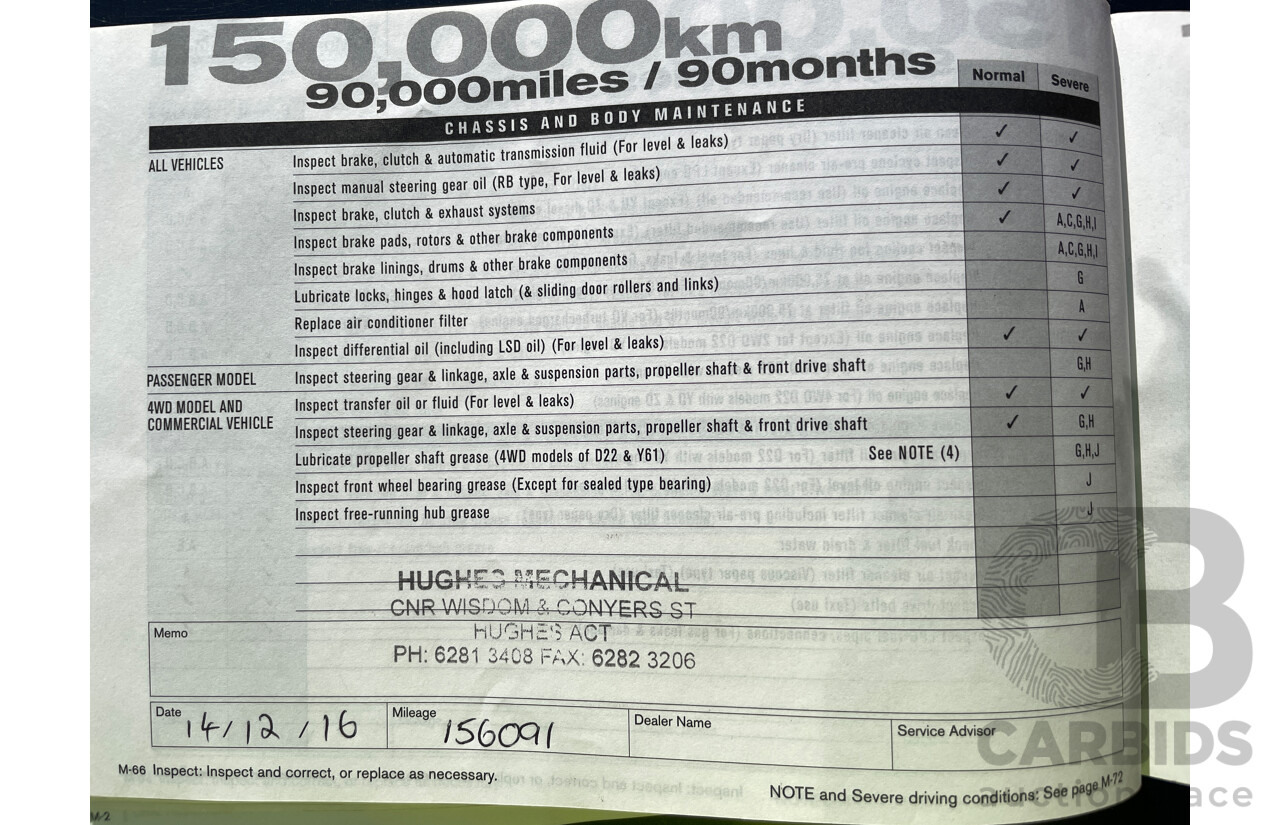 150,000km
90,000miles / 90months
Normal Severe
CHASSIS AND BODY MAINTENANCE
ALL VEHICLES Inspect brake, clutch & automatic transmission fluid (For level & leaks) ✓ ✓
Inspect manual steering gear oil (RB type, For level & leaks) ✓ ✓
Inspect brake, clutch & exhaust systems ✓ ✓
Inspect brake pads, rotors & other brake components ✓ A,C,G,H,I
Inspect brake linings, drums & other brake components A,C,G,H,I
Lubricate locks, hinges & hood latch (& sliding door rollers and links) G
Replace air conditioner filter A
Inspect differential oil (including LSD oil) (For level & leaks) ✓ ✓
PASSENGER MODEL Inspect steering gear & linkage, axle & suspension parts, propeller shaft & front drive shaft G,H
4WD MODEL AND
COMMERCIAL VEHICLE
Inspect transfer oil or fluid (For level & leaks) ✓ ✓
Inspect steering gear & linkage, axle & suspension parts, propeller shaft & front drive shaft ✓ G,H
Lubricate propeller shaft grease (4WD models of D22 & Y61) See NOTE (4) G,H,J
Inspect front wheel bearing grease (Except for sealed type bearing) J
Inspect free-running hub grease J
HUGHES MECHANICAL
CNR WISDOM & CONYERS ST
HUGHES ACT
PH: 6281 3408 FAX: 6282 3206
Memo
Date 14/12/16 Mileage 156091 Dealer Name Service Advisor
M-66 Inspect: Inspect and correct, or replace as necessary.
NOTE and Severe driving conditions: See page M-72
CARBIDS